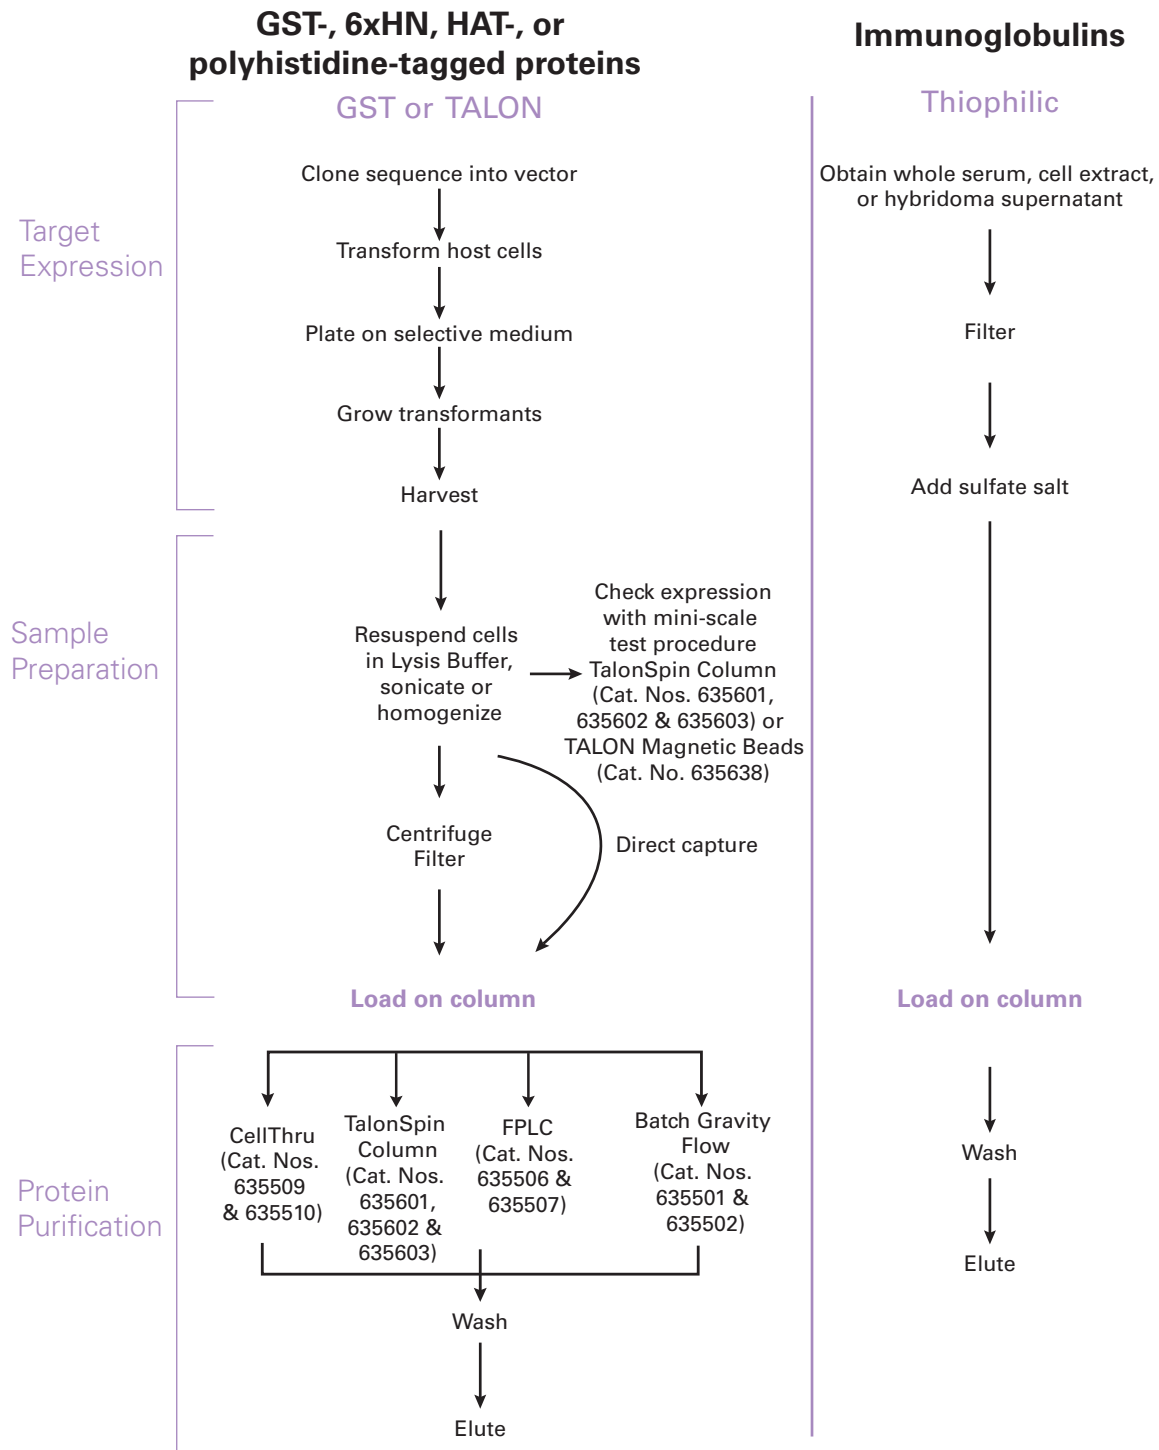 GST-, 6xHN, HAT-, or
polyhistidine-tagged proteins
GST or TALON
Target
Expression
Clone sequence into vector
Transform host cells
Plate on selective medium
Grow transformants
Harvest
Sample
Preparation
Resuspend cells
in Lysis Buffer,
sonicate or
homogenize
Check expression
with mini-scale
test procedure
TalonSpin Column
(Cat. Nos. 635601,
635602 & 635603) or
TALON Magnetic Beads
(Cat. No. 635638)
Centrifuge
Filter
Direct capture
Load on column
Protein
Purification
CellThru
(Cat. Nos.
635509
& 635510)
TalonSpin
Column
(Cat. Nos.
635601,
635602 &
635603)
FPLC
(Cat. Nos.
635506 &
635507)
Batch Gravity
Flow
(Cat. Nos.
635501 &
635502)
Wash
Elute
Immunoglobulins
Thiophilic
Obtain whole serum, cell extract,
or hybridoma supernatant
Filter
Add sulfate salt
Load on column
Wash
Elute